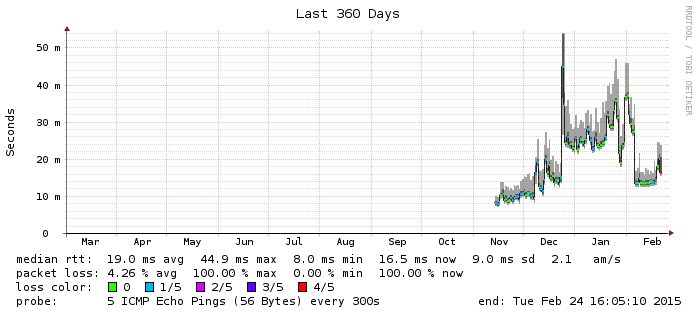 Last 360 Days
RRDTOOL / TOBI OETIKER
Seconds
50 m
40 m
30 m
20 m
10 m
0
Mar Apr May Jun Jul Aug Sep Oct Nov Dec Jan Feb
median rtt: 19.0 ms avg 44.9 ms max 8.0 ms min 16.5 ms now 9.0 ms sd 2.1 am/s
packet loss: 4.26 % avg 100.00 % max 0.00 % min 100.00 % now
loss color: 0 1/5 2/5 3/5 4/5
probe: 5 ICMP Echo Pings (56 Bytes) every 300s end: Tue Feb 24 16:05:10 2015